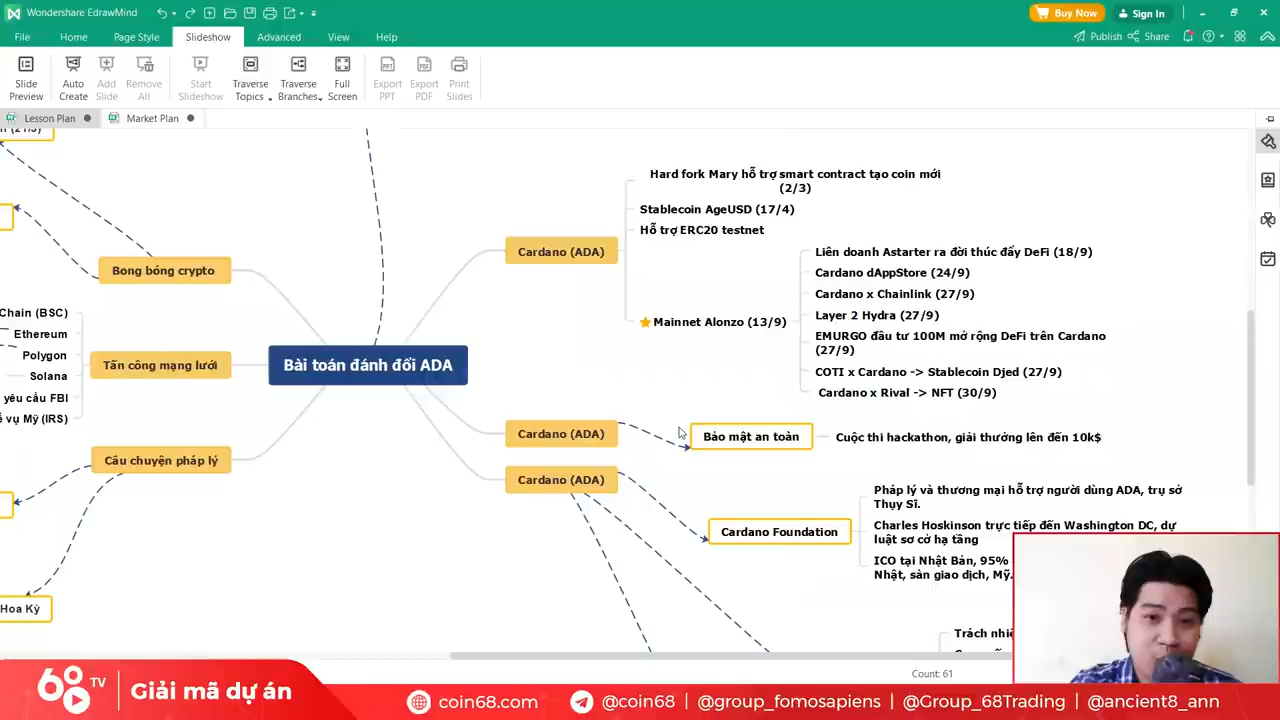 Wondershare EdrawMind
Buy Now
Sign In
File
Home
Page Style
Slideshow
Advanced
View
Help
Publish
Share
Slide Preview
Auto Create
Add Slide
Remove All
Start Slideshow
Traverse Topics
Traverse Branches
Full Screen
Export PPT
Export PDF
Print Slides
Lesson Plan
Market Plan
Bong bóng crypto
Chain (BSC)
Ethereum
Polygon
Solana
yêu cầu FBI
vụ Mỹ (IRS)
Tấn công mạng lưới
Câu chuyện pháp lý
Hoa Kỳ
Bài toán đánh đổi ADA
Cardano (ADA)
Hard fork Mary hỗ trợ smart contract tạo coin mới
(2/3)
Stablecoin AgeUSD (17/4)
Hỗ trợ ERC20 testnet
Mainnet Alonzo (13/9)
Liên doanh Astarter ra đời thúc đẩy DeFi (18/9)
Cardano dAppStore (24/9)
Cardano x Chainlink (27/9)
Layer 2 Hydra (27/9)
EMURGO đầu tư 100M mở rộng DeFi trên Cardano
(27/9)
COTI x Cardano -> Stablecoin Djed (27/9)
Cardano x Rival -> NFT (30/9)
Cardano (ADA)
Bảo mật an toàn
Cuộc thi hackathon, giải thưởng lên đến 10k$
Cardano (ADA)
Cardano Foundation
Pháp lý và thương mại hỗ trợ người dùng ADA, trụ sở
Thụy Sĩ.
Charles Hoskinson trực tiếp đến Washington DC, dự
luật sơ cở hạ tầng
ICO tại Nhật Bản, 95%
Nhật, sàn giao dịch, Mỹ.
Trách nhi
Count: 61
68 TV
Giải mã dự án
coin68.com
@coin68 | @group_fomosapiens | @Group_68Trading | @ancient8_ann